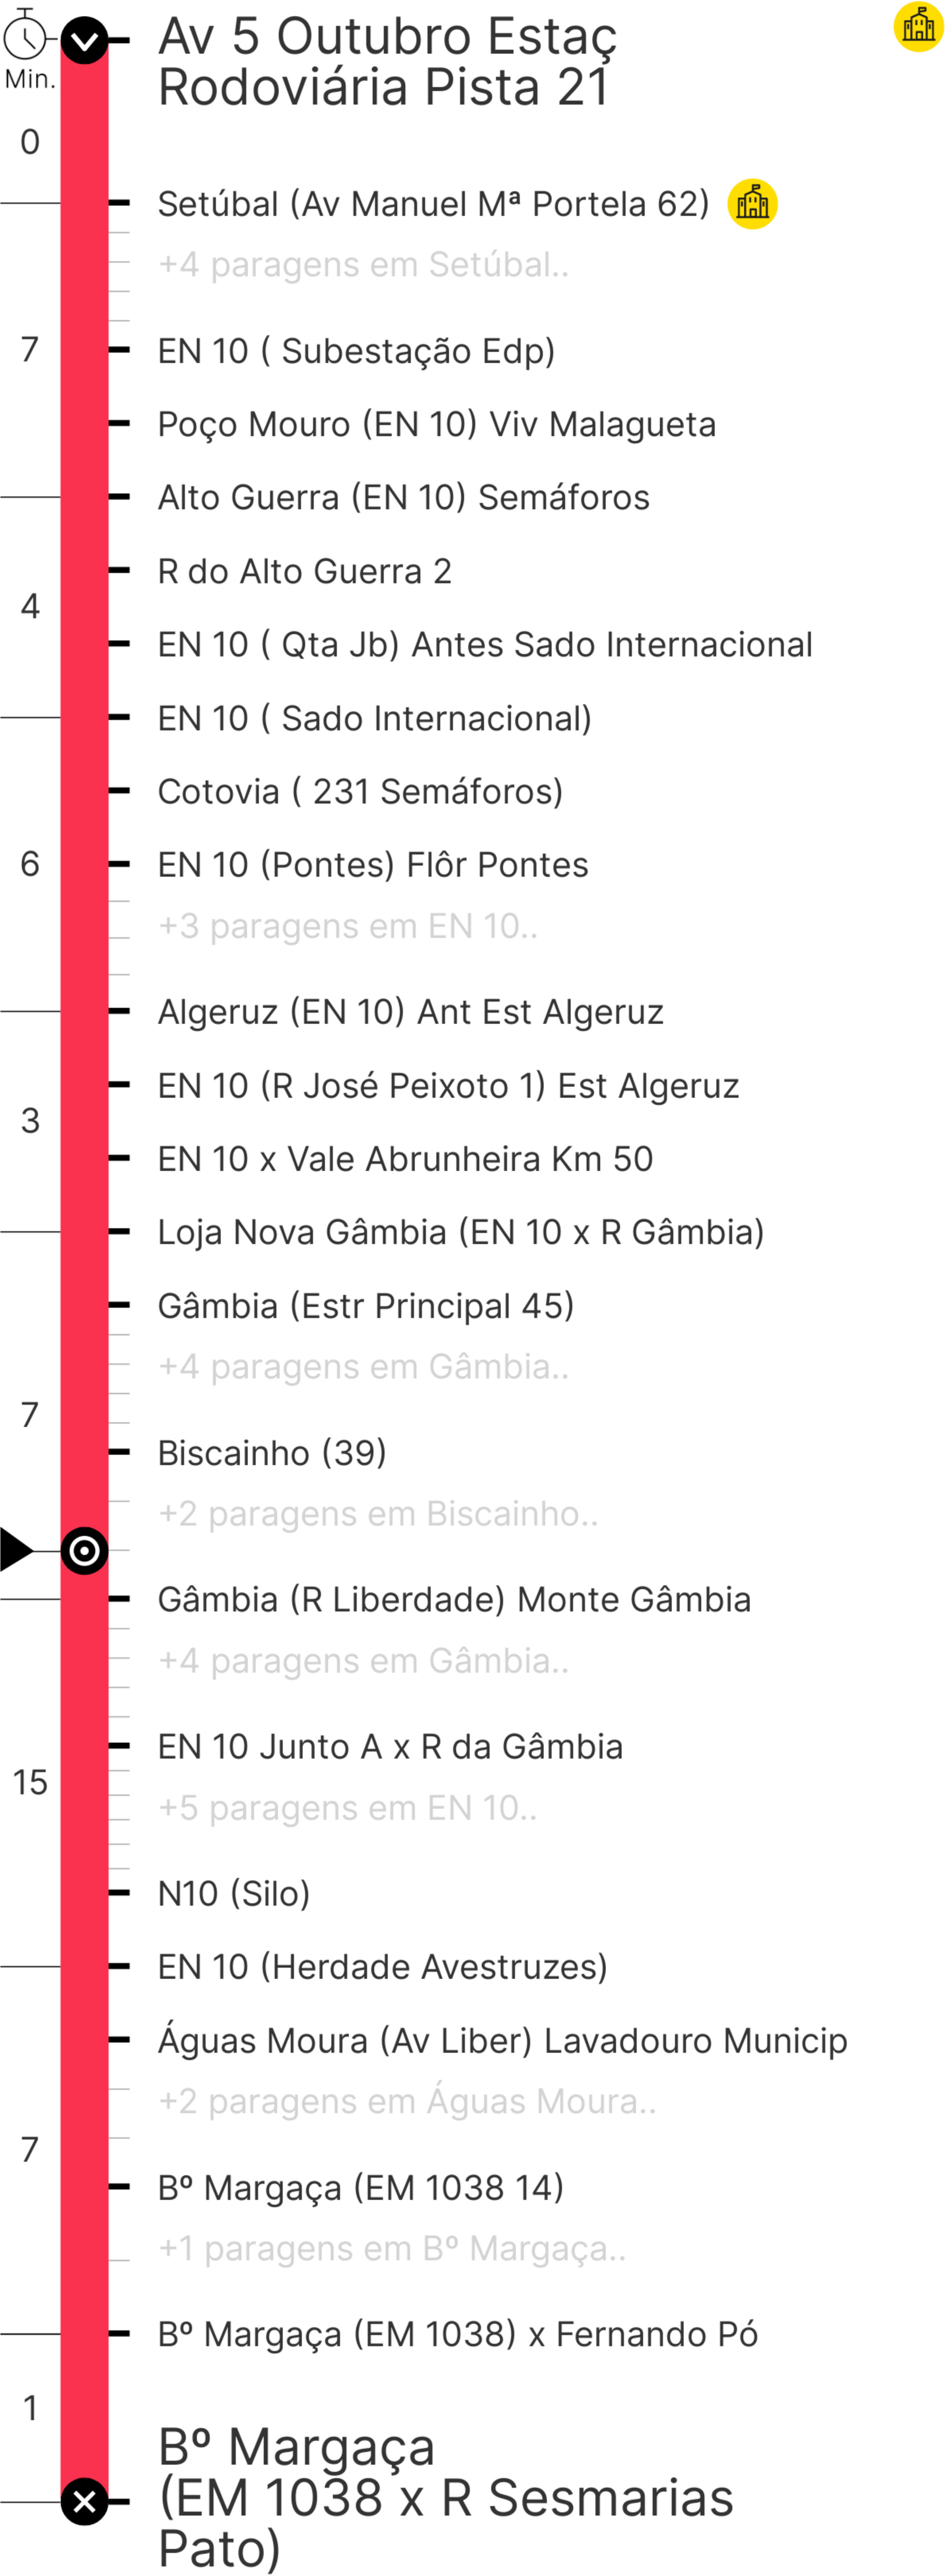 Min.
Av 5 Outubro Estaç
Rodoviária Pista 21
0
Setúbal (Av Manuel Mª Portela 62)
+4 paragens em Setúbal..
7
EN 10 ( Subestação Edp)
Poço Mouro (EN 10) Viv Malagueta
Alto Guerra (EN 10) Semáforos
R do Alto Guerra 2
4
EN 10 ( Qta Jb) Antes Sado Internacional
EN 10 ( Sado Internacional)
Cotovia ( 231 Semáforos)
6
EN 10 (Pontes) Flôr Pontes
+3 paragens em EN 10..
Algeruz (EN 10) Ant Est Algeruz
EN 10 (R José Peixoto 1) Est Algeruz
3
EN 10 x Vale Abrunheira Km 50
Loja Nova Gâmbia (EN 10 x R Gâmbia)
Gâmbia (Estr Principal 45)
+4 paragens em Gâmbia..
7
Biscainho (39)
+2 paragens em Biscainho..
Gâmbia (R Liberdade) Monte Gâmbia
+4 paragens em Gâmbia..
EN 10 Junto A x R da Gâmbia
15
+5 paragens em EN 10..
N10 (Silo)
EN 10 (Herdade Avestruzes)
Águas Moura (Av Liber) Lavadouro Municip
+2 paragens em Águas Moura..
7
Bº Margaça (EM 1038 14)
+1 paragens em Bº Margaça..
Bº Margaça (EM 1038) x Fernando Pó
1
Bº Margaça
(EM 1038 x R Sesmarias
Pato)